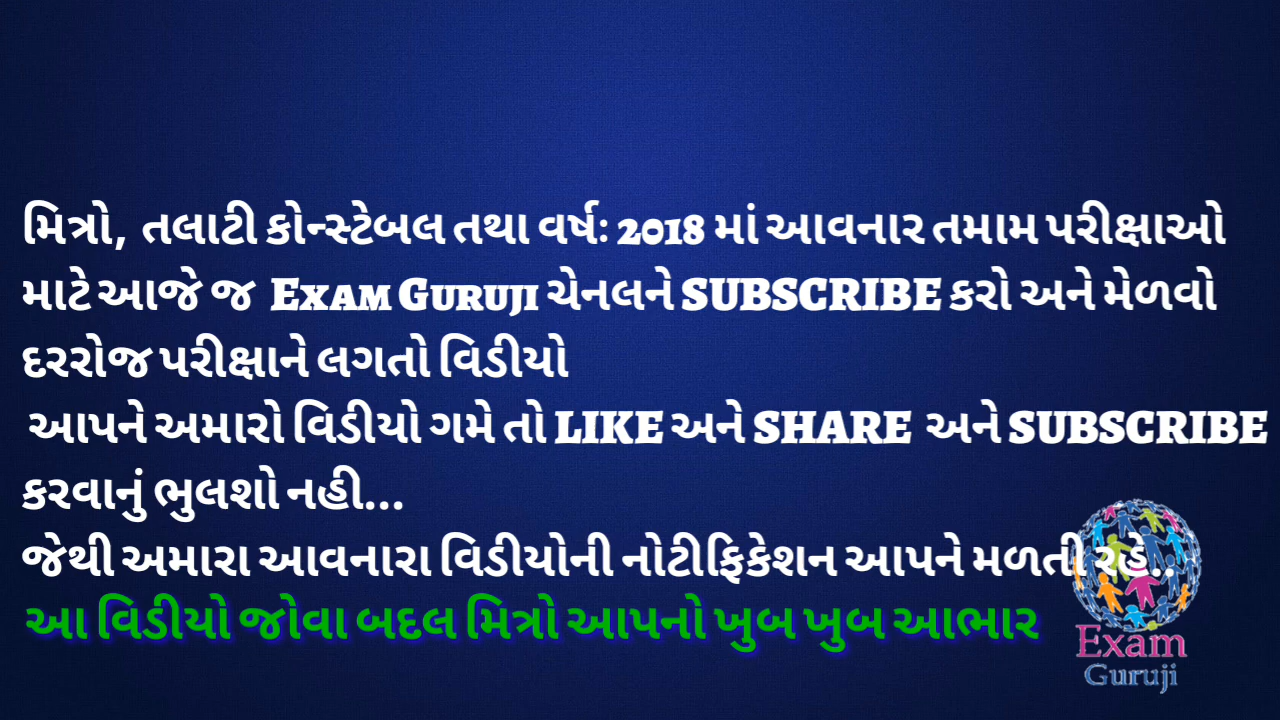 મિત્રો, તલાટી કોન્સ્ટેબલ તથા વર્ષઃ 2018 માં આવનાર તમામ પરીક્ષાઓ
માટે આજે જ Exam Guruji ચેનલને SUBSCRIBE કરો અને મેળવો
દરરોજ પરીક્ષાને લગતો વિડીયો
આપને અમારો વિડીયો ગમે તો LIKE અને SHARE અને SUBSCRIBE
કરવાનું ભુલશો નહી...
જેથી અમારા આવનારા વિડીયોની નોટીફિકેશન આપને મળતી રહે..
આ વિડીયો જોવા બદલ મિત્રો આપનો ખુબ ખુબ આભાર
Exam
Guruji